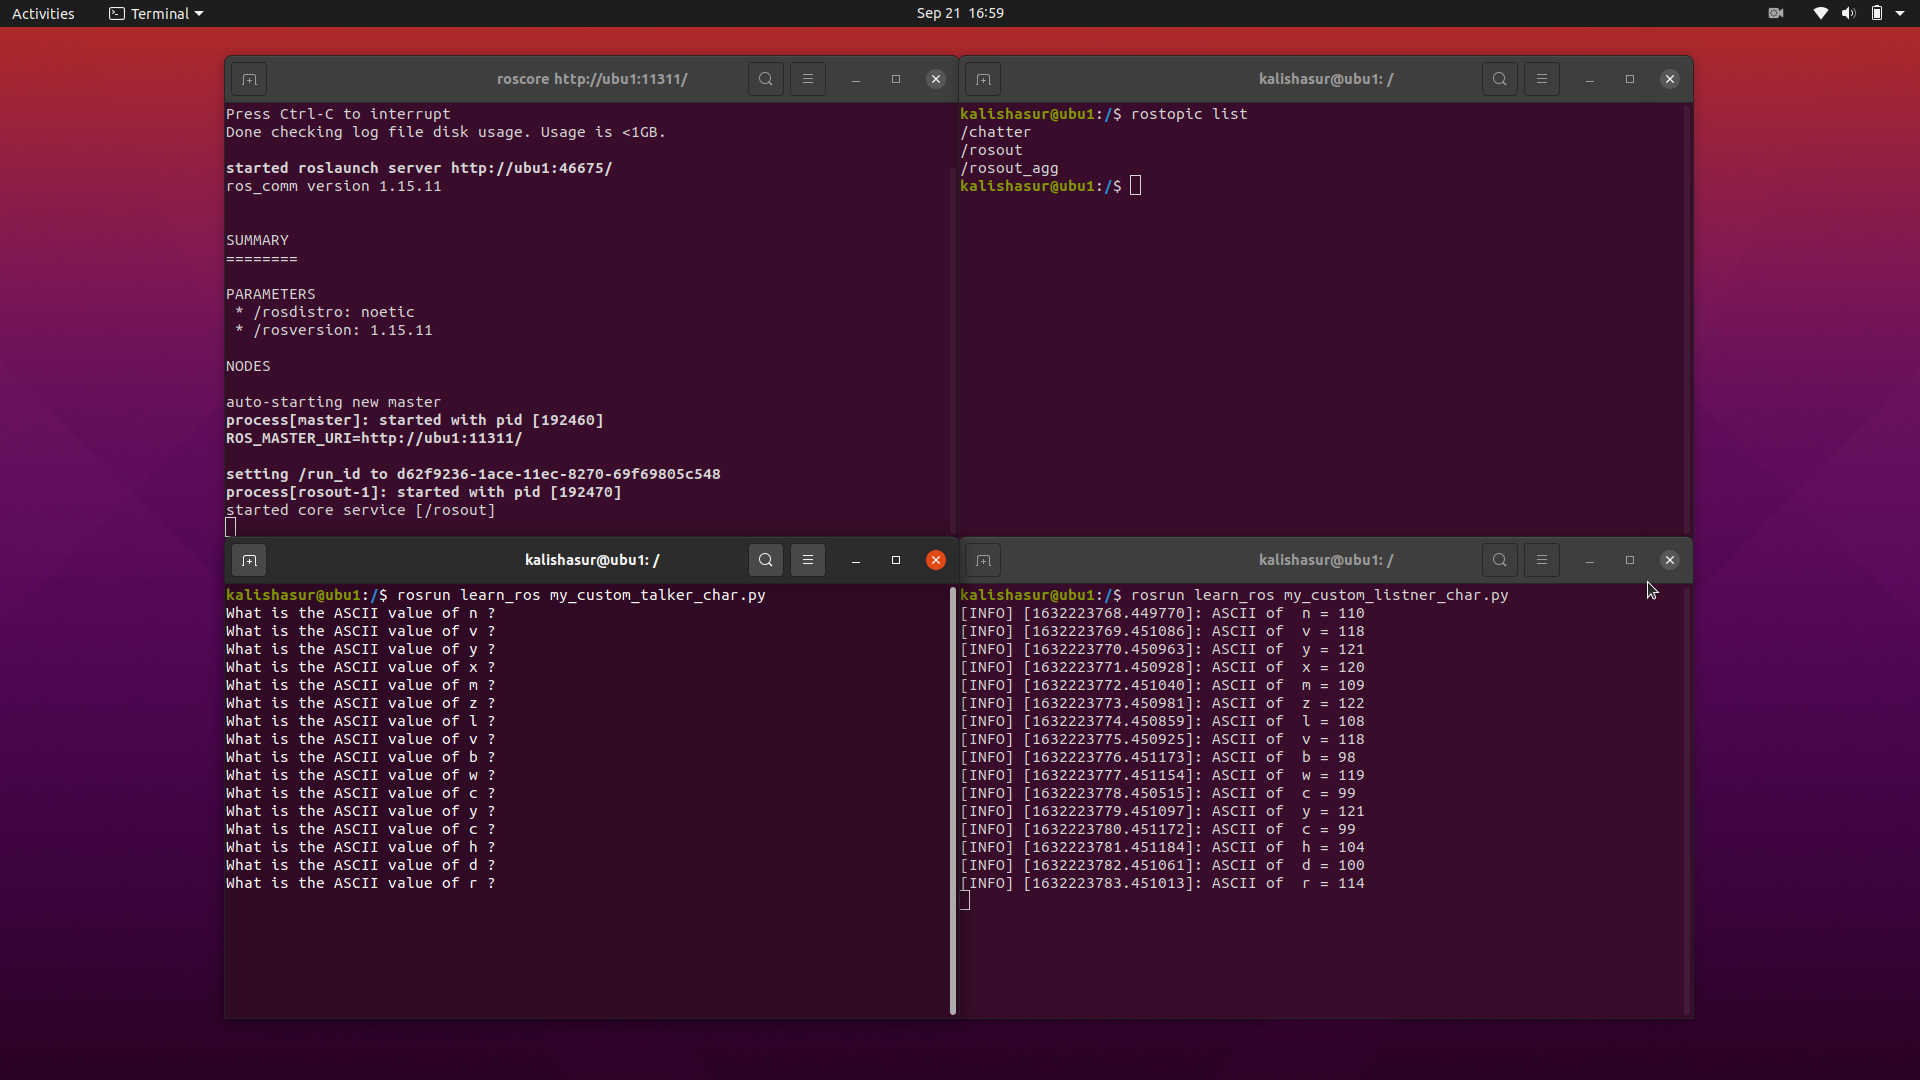 Activities Terminal Sep 21 16:59
roscore http://ubu1:11311/
Press Ctrl-C to interrupt
Done checking log file disk usage. Usage is <1GB.
started roslaunch server http://ubu1:46675/
ros_comm version 1.15.11
SUMMARY
========
PARAMETERS
 * /rosdistro: noetic
 * /rosversion: 1.15.11
NODES
auto-starting new master
process[master]: started with pid [192460]
ROS_MASTER_URI=http://ubu1:11311/
setting /run_id to d62f9236-1ace-11ec-8270-69f69805c548
process[rosout-1]: started with pid [192470]
started core service [/rosout]
kalishasur@ubu1: /
kalishasur@ubu1:/$ rostopic list
/chatter
/rosout
/rosout_agg
kalishasur@ubu1:/$
kalishasur@ubu1: /
kalishasur@ubu1:/$ rosrun learn_ros my_custom_talker_char.py
What is the ASCII value of n ?
What is the ASCII value of v ?
What is the ASCII value of y ?
What is the ASCII value of x ?
What is the ASCII value of m ?
What is the ASCII value of z ?
What is the ASCII value of l ?
What is the ASCII value of v ?
What is the ASCII value of b ?
What is the ASCII value of w ?
What is the ASCII value of c ?
What is the ASCII value of y ?
What is the ASCII value of c ?
What is the ASCII value of h ?
What is the ASCII value of d ?
What is the ASCII value of r ?
kalishasur@ubu1: /
kalishasur@ubu1:/$ rosrun learn_ros my_custom_listner_char.py
[INFO] [1632223768.449770]: ASCII of  n = 110
[INFO] [1632223769.451086]: ASCII of  v = 118
[INFO] [1632223770.450963]: ASCII of  y = 121
[INFO] [1632223771.450928]: ASCII of  x = 120
[INFO] [1632223772.451040]: ASCII of  m = 109
[INFO] [1632223773.450981]: ASCII of  z = 122
[INFO] [1632223774.450859]: ASCII of  l = 108
[INFO] [1632223775.450925]: ASCII of  v = 118
[INFO] [1632223776.451173]: ASCII of  b = 98
[INFO] [1632223777.451154]: ASCII of  w = 119
[INFO] [1632223778.450515]: ASCII of  c = 99
[INFO] [1632223779.451097]: ASCII of  y = 121
[INFO] [1632223780.451172]: ASCII of  c = 99
[INFO] [1632223781.451184]: ASCII of  h = 104
[INFO] [1632223782.451061]: ASCII of  d = 100
[INFO] [1632223783.451013]: ASCII of  r = 114